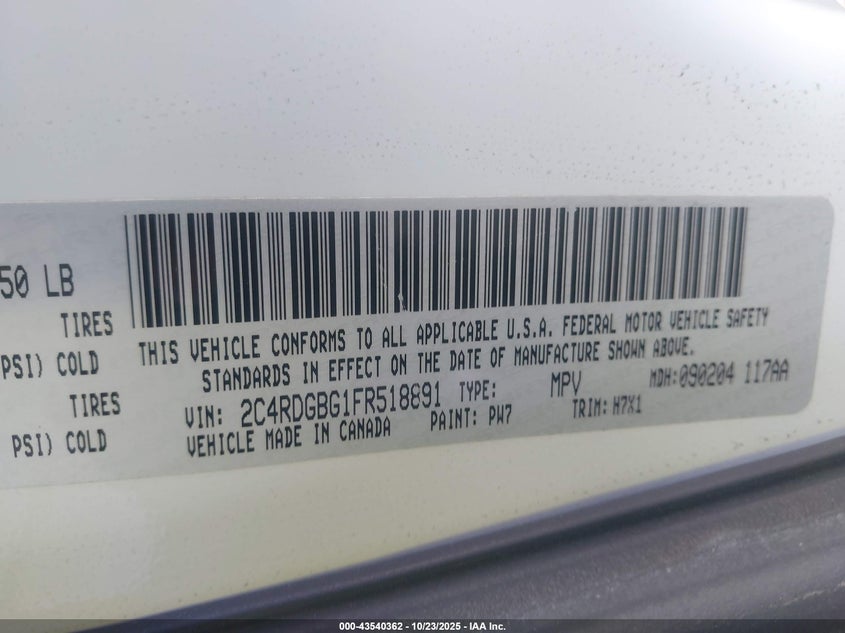 50 LB
TIRES
PSI) COLD
TIRES
PSI) COLD
THIS VEHICLE CONFORMS TO ALL APPLICABLE U.S.A. FEDERAL MOTOR VEHICLE SAFETY
STANDARDS IN EFFECT ON THE DATE OF MANUFACTURE SHOWN ABOVE.
VIN: 2C4RDGBG1FR518891 TYPE: MPV MDH:090204 117AA
VEHICLE MADE IN CANADA PAINT: PW7 TRIM: H7X1
000-43540362 - 10/23/2025 - IAA Inc.